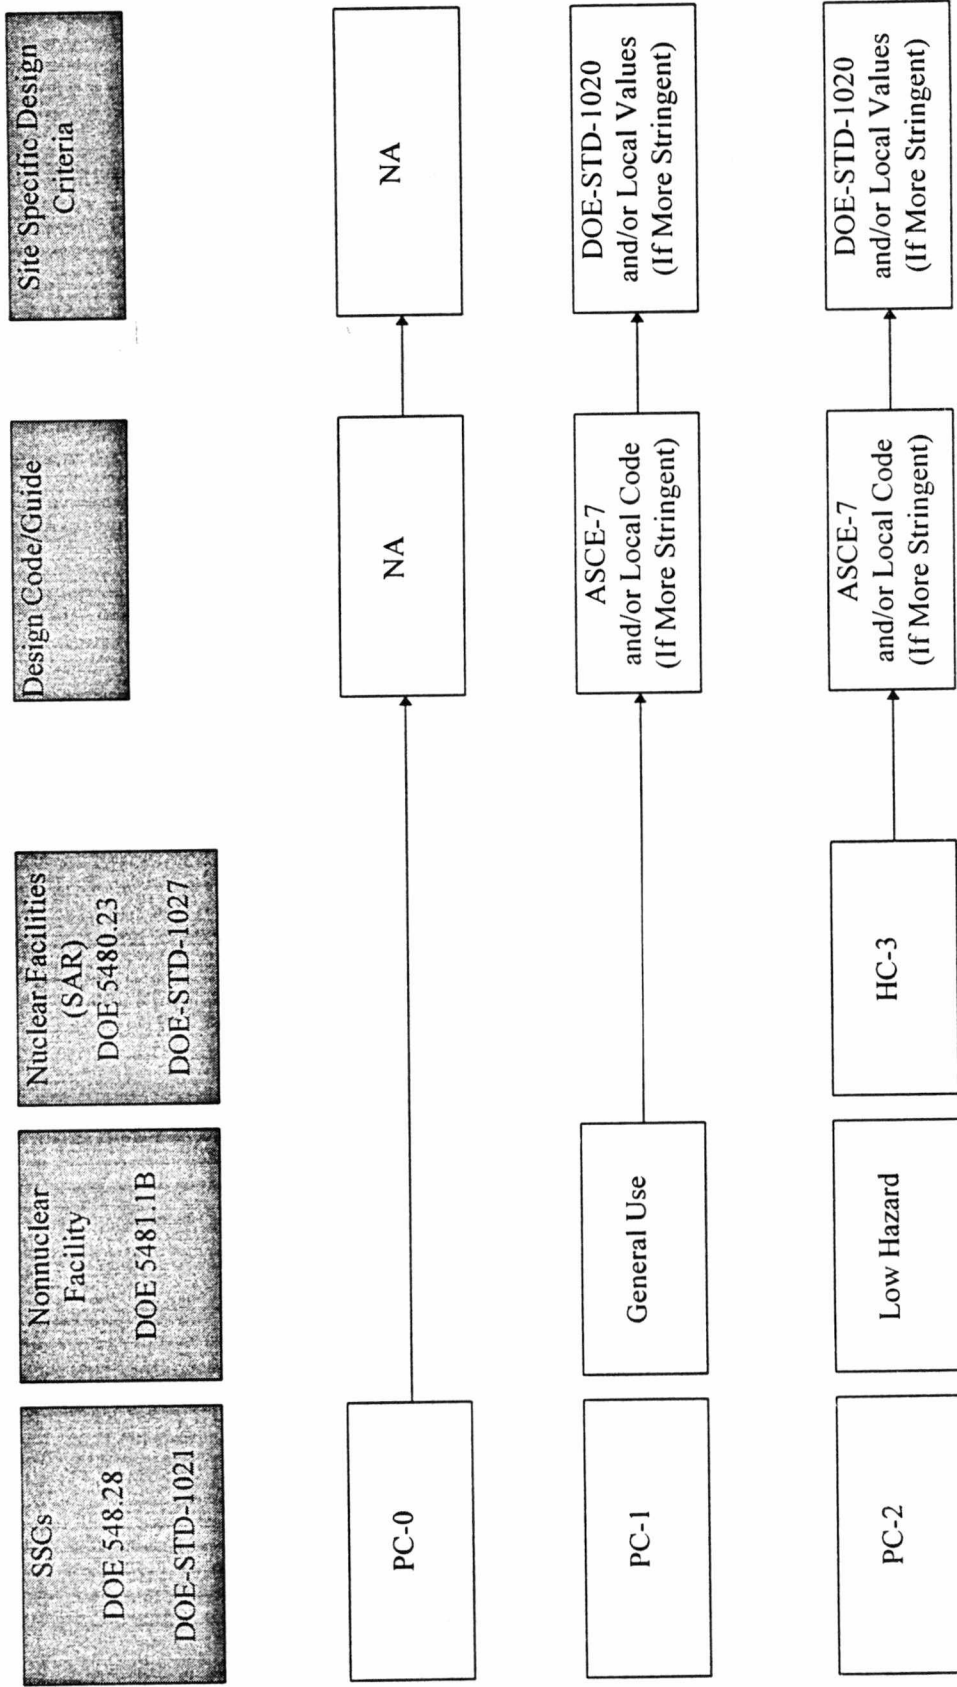 SSCs
DOE 548.28
DOE-STD-1021
Nonnuclear
Facility
DOE 5481.1B
Nuclear Facilities
(SAR)
DOE 5480.23
DOE-STD-1027
Design Code/Guide
Site Specific Design
Criteria
PC-0
NA
NA
PC-1
General Use
ASCE-7
and/or Local Code
(If More Stringent)
DOE-STD-1020
and/or Local Values
(If More Stringent)
PC-2
Low Hazard
HC-3
ASCE-7
and/or Local Code
(If More Stringent)
DOE-STD-1020
and/or Local Values
(If More Stringent)